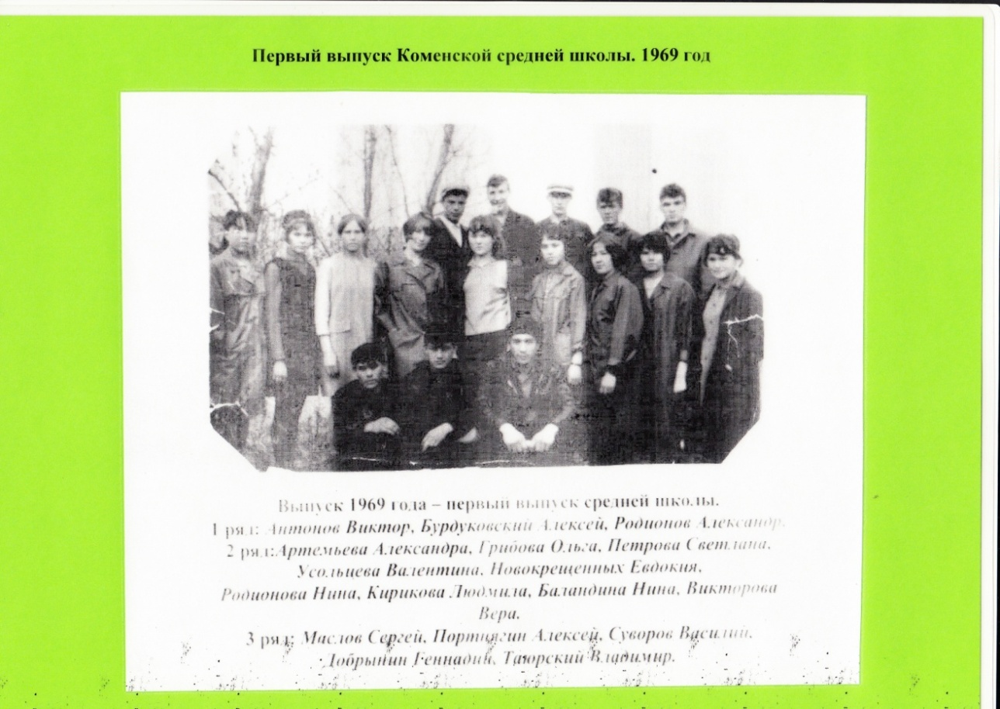 Первый выпуск Коменской средней школы. 1969 год
Выпуск 1969 года – первый выпуск средней школы.
1 ряд: Антонов Виктор, Бурдуковский Алексей, Родионов Александр.
2 ряд:Артемьева Александра, Грибова Ольга, Петрова Светлана,
Усольцева Валентина, Новокрещенных Евдокия,
Родионова Нина, Кирикова Людмила, Баландина Нина, Викторова
Вера.
3 ряд: Маслов Сергей, Портнягин Алексей, Суворов Василий,
Добрынин Геннадий, Таюрский Владимир.